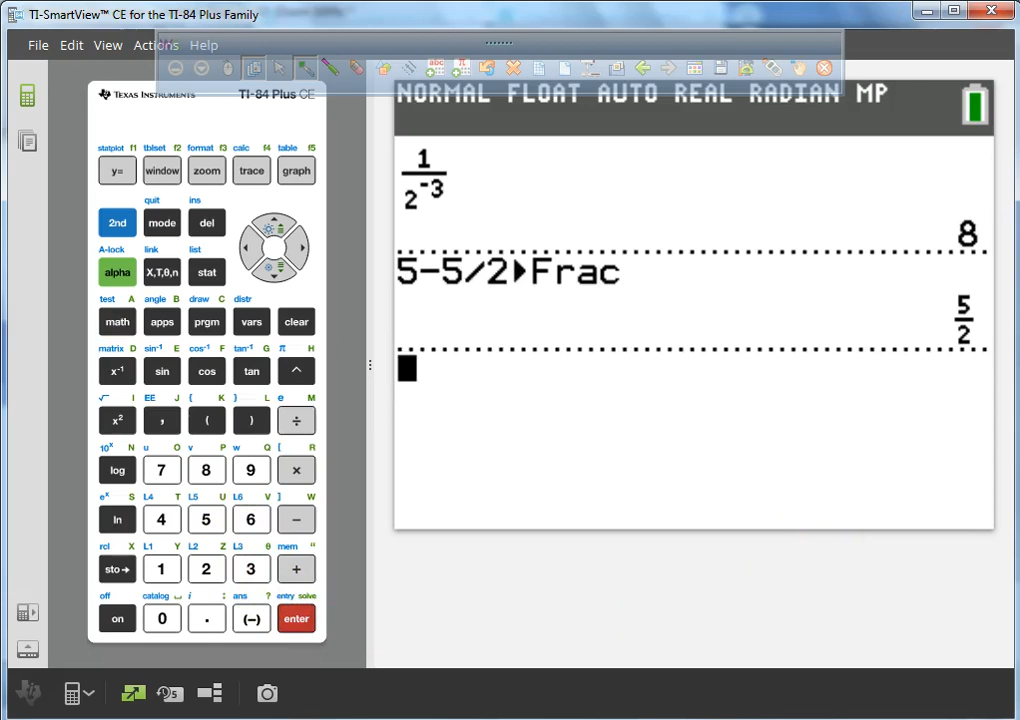 TI-SmartView™ CE for the TI-84 Plus Family
File Edit View Actions Help
Texas Instruments TI-84 Plus CE
NORMAL FLOAT AUTO REAL RADIAN MP
1
2^-3
8
5-5/2▶Frac
5
2
statplot f1 tblset f2 format f3 calc f4 table f5
y= window zoom trace graph
quit ins
2nd mode del
A-lock link list
alpha X,T,θ,n stat
test A angle B draw C distr
math apps prgm vars clear
matrix D sin⁻¹ E cos⁻¹ F tan⁻¹ G π H
x⁻¹ sin cos tan ^
√ I EE J { K } L e M
x² , ( ) ÷
10ˣ N u O v P w Q [ R
log 7 8 9 ×
eˣ S L4 T L5 U L6 V ] W
ln 4 5 6 −
rcl X L1 Y L2 Z L3 θ mem "
sto→ 1 2 3 +
off catalog ␣ i : ans ? entry solve
on 0 . (−) enter